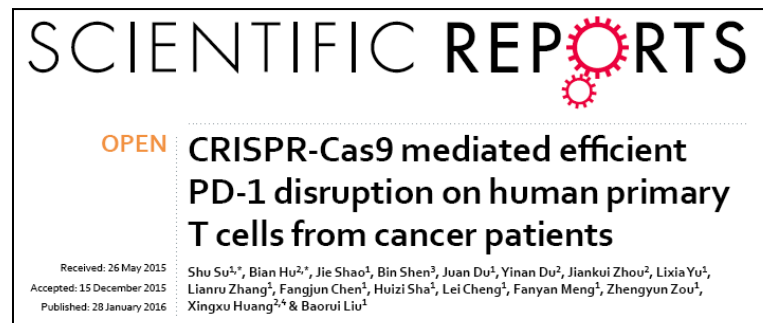 SCIENTIFIC REPORTS
OPEN
CRISPR-Cas9 mediated efficient
PD-1 disruption on human primary
T cells from cancer patients
Received: 26 May 2015
Accepted: 15 December 2015
Published: 28 January 2016
Shu Su1,*, Bian Hu2,*, Jie Shao1, Bin Shen3, Juan Du1, Yinan Du2, Jiankui Zhou2, Lixia Yu1,
Lianru Zhang1, Fangjun Chen1, Huizi Sha1, Lei Cheng1, Fanyan Meng1, Zhengyun Zou1,
Xingxu Huang2,4 & Baorui Liu1